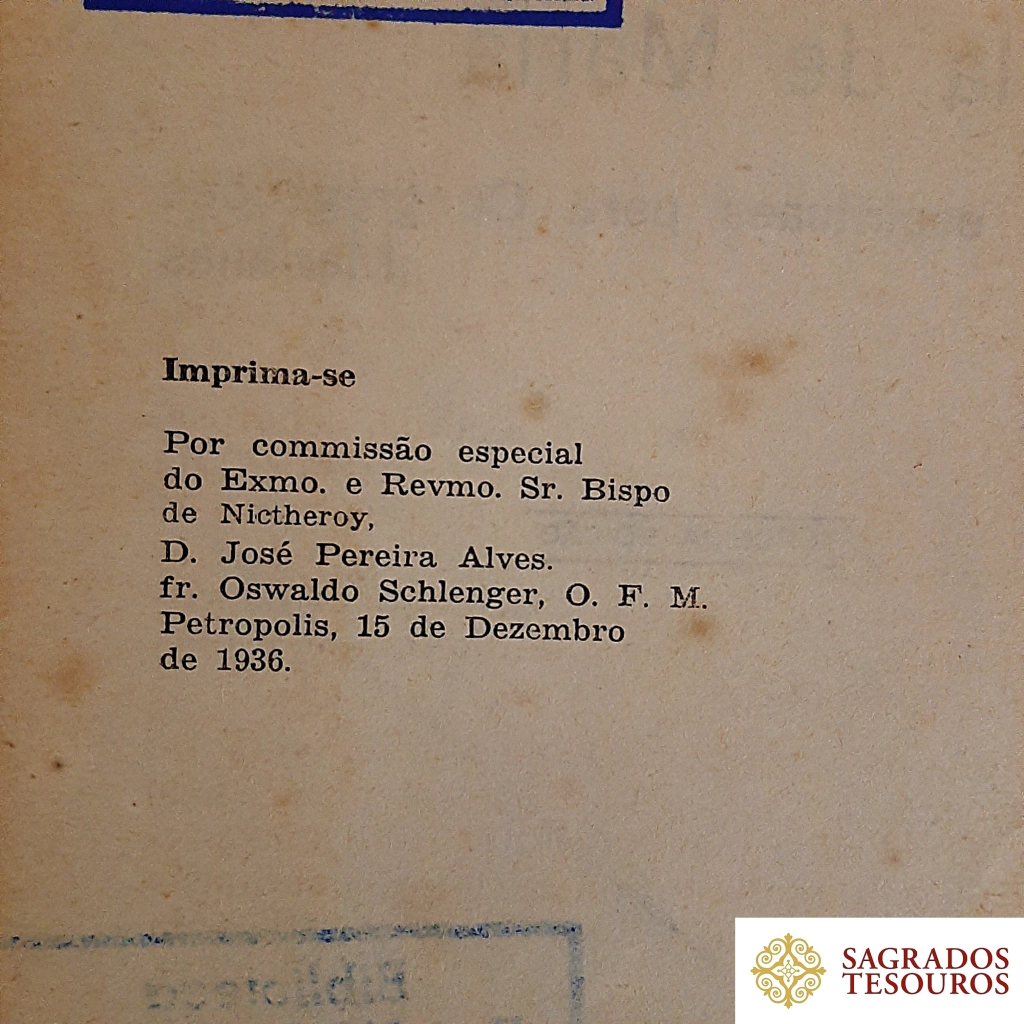 Imprima-se
Por commissão especial
do Exmo. e Revmo. Sr. Bispo
de Nictheroy,
D. José Pereira Alves.
fr. Oswaldo Schlenger, O. F. M.
Petropolis, 15 de Dezembro
de 1936.
Biblioteca
SAGRADOS
TESOUROS